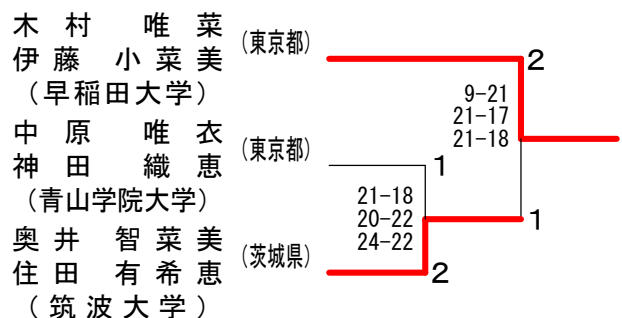 木村 唯菜
伊藤 小菜美
(東京都)
(早稲田大学)
2
9-21
21-17
21-18
中原 唯衣
神田 織恵
(東京都)
(青山学院大学)
1
21-18
20-22
24-22
1
奥井 智菜美
住田 有希恵
(茨城県)
(筑波大学)
2